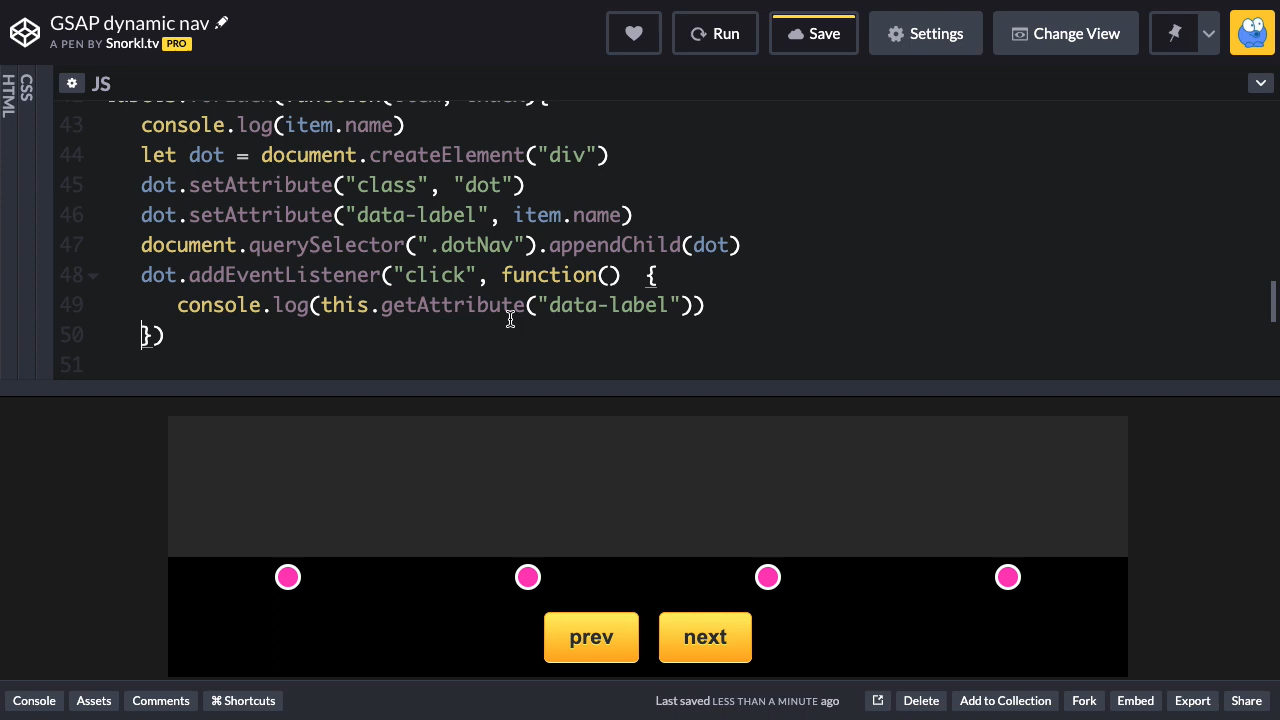 GSAP dynamic nav
A PEN BY Snorkl.tv PRO
Run
Save
Settings
Change View
HTML
CSS
JS
43 console.log(item.name)
44 let dot = document.createElement("div")
45 dot.setAttribute("class", "dot")
46 dot.setAttribute("data-label", item.name)
47 document.querySelector(".dotNav").appendChild(dot)
48 dot.addEventListener("click", function()  {
49 console.log(this.getAttribute("data-label"))
50 })
51
prev
next
Console
Assets
Comments
⌘ Shortcuts
Last saved LESS THAN A MINUTE ago
Delete
Add to Collection
Fork
Embed
Export
Share